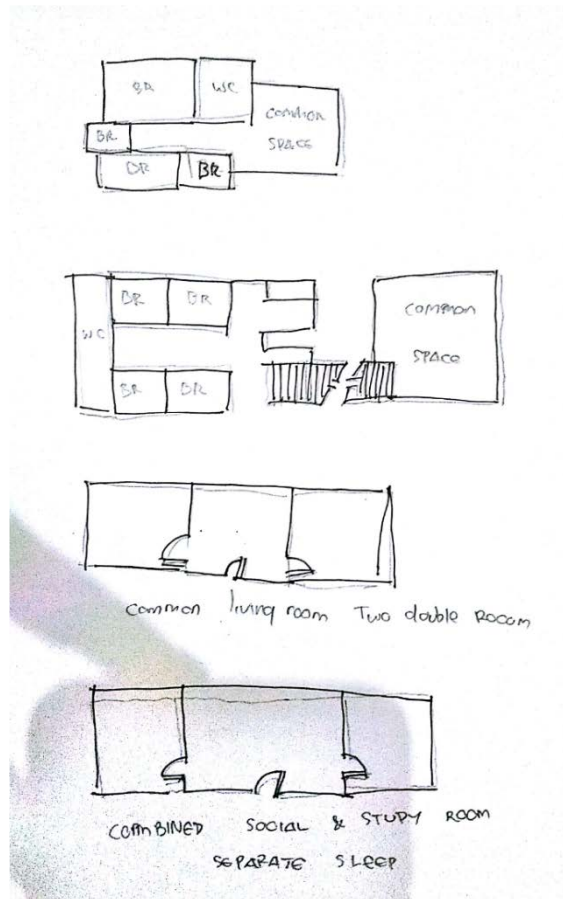 BR WC
COMMON
SPACE
BR
BR BR
BR BR
COMMON
WC
SPACE
BR BR
Common living room Two double Rooom
COMBINED SOCIAL & STUDY ROOM
SEPARATE SLEEP